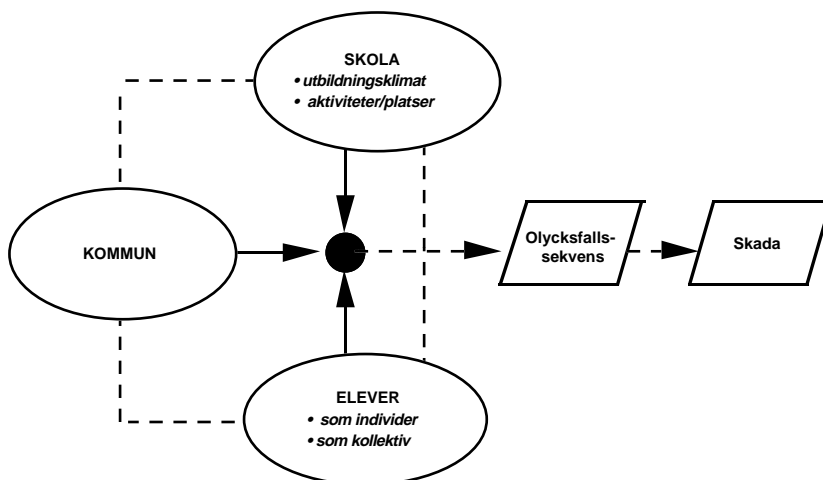 SKOLA
• utbildningsklimat
• aktiviteter/platser
KOMMUN
Olycksfalls-
sekvens
Skada
ELEVER
• som individer
• som kollektiv